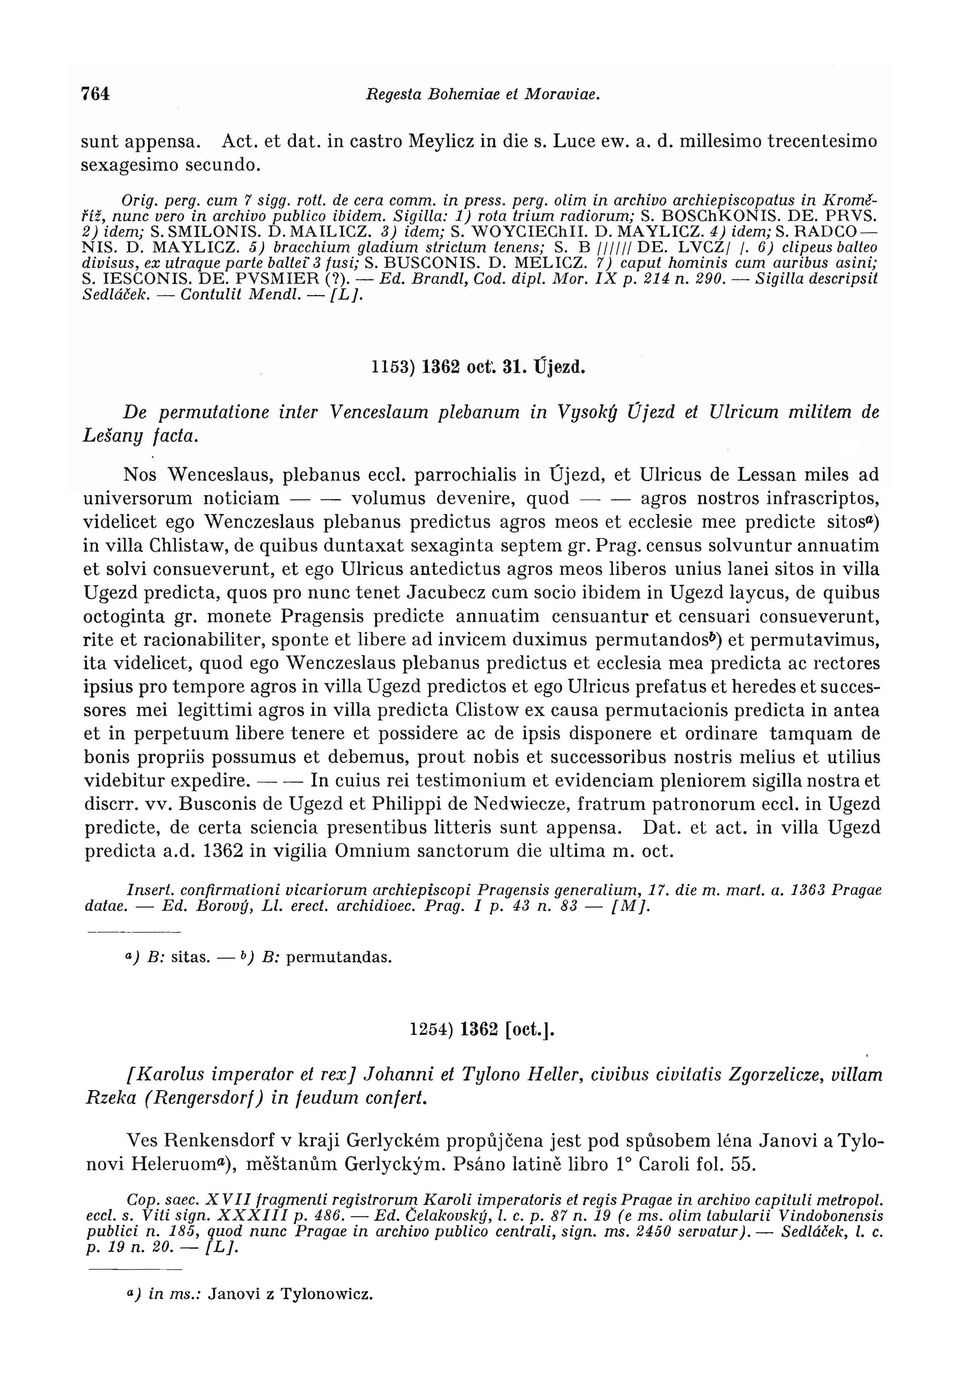 764 Regesta Bohemiae et Moraviae.
sunt appensa. Act. et dat. in castro Meylicz in die s. Luce ew. a. d. millesimo trecentesimo
sexagesimo secundo.
Orig. perg. cum 7 sigg. rott. de cera comm. in press. perg. olim in archivo archiepiscopatus in Kromě-
říž, nunc vero in archivo publico ibidem. Sigilla: 1) rota trium radiorum; S. BOSChKONIS. DE. PRVS.
2) idem; S. SMILONIS. D. MAILICZ. 3) idem; S. WOYCIEChII. D. MAYLICZ. 4) idem; S. RADCO—
NIS. D. MAYLICZ. 5) bracchium gladium strictum tenens; S. B ////// DE. LVCZ/ /. 6) clipeus balteo
divisus, ex utraque parte baltei 3 fusi; S. BUSCONIS. D. MELICZ. 7) caput hominis cum auribus asini;
S. IESCONIS. DE. PVSMIER (?). — Ed. Brandl, Cod. dipl. Mor. IX p. 214 n. 290. — Sigilla descripsit
Sedláček. — Contulit Mendl. — [L].
1153) 1362 oct. 31. Újezd.
De permutatione inter Venceslaum plebanum in Vysoký Újezd et Ulricum militem de
Lešany facta.
Nos Wenceslaus, plebanus eccl. parrochialis in Újezd, et Ulricus de Lessan miles ad
universorum noticiam — — volumus devenire, quod — — agros nostros infrascriptos,
videlicet ego Wenczeslaus plebanus predictus agros meos et ecclesie mee predicte sitosa)
in villa Chlistaw, de quibus duntaxat sexaginta septem gr. Prag. census solvuntur annuatim
et solvi consueverunt, et ego Ulricus antedictus agros meos liberos unius lanei sitos in villa
Ugezd predicta, quos pro nunc tenet Jacubecz cum socio ibidem in Ugezd laycus, de quibus
octoginta gr. monete Pragensis predicte annuatim censuantur et censuari consueverunt,
rite et racionabiliter, sponte et libere ad invicem duximus permutandosb) et permutavimus,
ita videlicet, quod ego Wenczeslaus plebanus predictus et ecclesia mea predicta ac rectores
ipsius pro tempore agros in villa Ugezd predictos et ego Ulricus prefatus et heredes et succes-
sores mei legittimi agros in villa predicta Clistow ex causa permutacionis predicta in antea
et in perpetuum libere tenere et possidere ac de ipsis disponere et ordinare tamquam de
bonis propriis possumus et debemus, prout nobis et successoribus nostris melius et utilius
videbitur expedire. — — In cuius rei testimonium et evidenciam pleniorem sigilla nostra et
discrr. vv. Busconis de Ugezd et Philippi de Nedwiecze, fratrum patronorum eccl. in Ugezd
predicte, de certa sciencia presentibus litteris sunt appensa. Dat. et act. in villa Ugezd
predicta a.d. 1362 in vigilia Omnium sanctorum die ultima m. oct.
Insert. confirmationi vicariorum archiepiscopi Pragensis generalium, 17. die m. mart. a. 1363 Pragae
datae. — Ed. Borový, Ll. erect. archidioec. Prag. I p. 43 n. 83 — [M].
a) B: sitas. — b) B: permutandas.
1254) 1362 [oct.].
[Karolus imperator et rex] Johanni et Tylono Heller, civibus civitatis Zgorzelicze, villam
Rzeka (Rengersdorf) in feudum confert.
Ves Renkensdorf v kraji Gerlyckém propůjčena jest pod spůsobem léna Janovi a Tylo-
novi Heleruoma), měštanům Gerlyckým. Psáno latině libro 1° Caroli fol. 55.
Cop. saec. XVII fragmenti registrorum Karoli imperatoris et regis Pragae in archivo capituli metropol.
eccl. s. Viti sign. XXXIII p. 486. — Ed. Čelakovský, l. c. p. 87 n. 19 (e ms. olim tabularii Vindobonensis
publici n. 185, quod nunc Pragae in archivo publico centrali, sign. ms. 2450 servatur). — Sedláček, l. c.
p. 19 n. 20. — [L].
a) in ms.: Janovi z Tylonowicz.